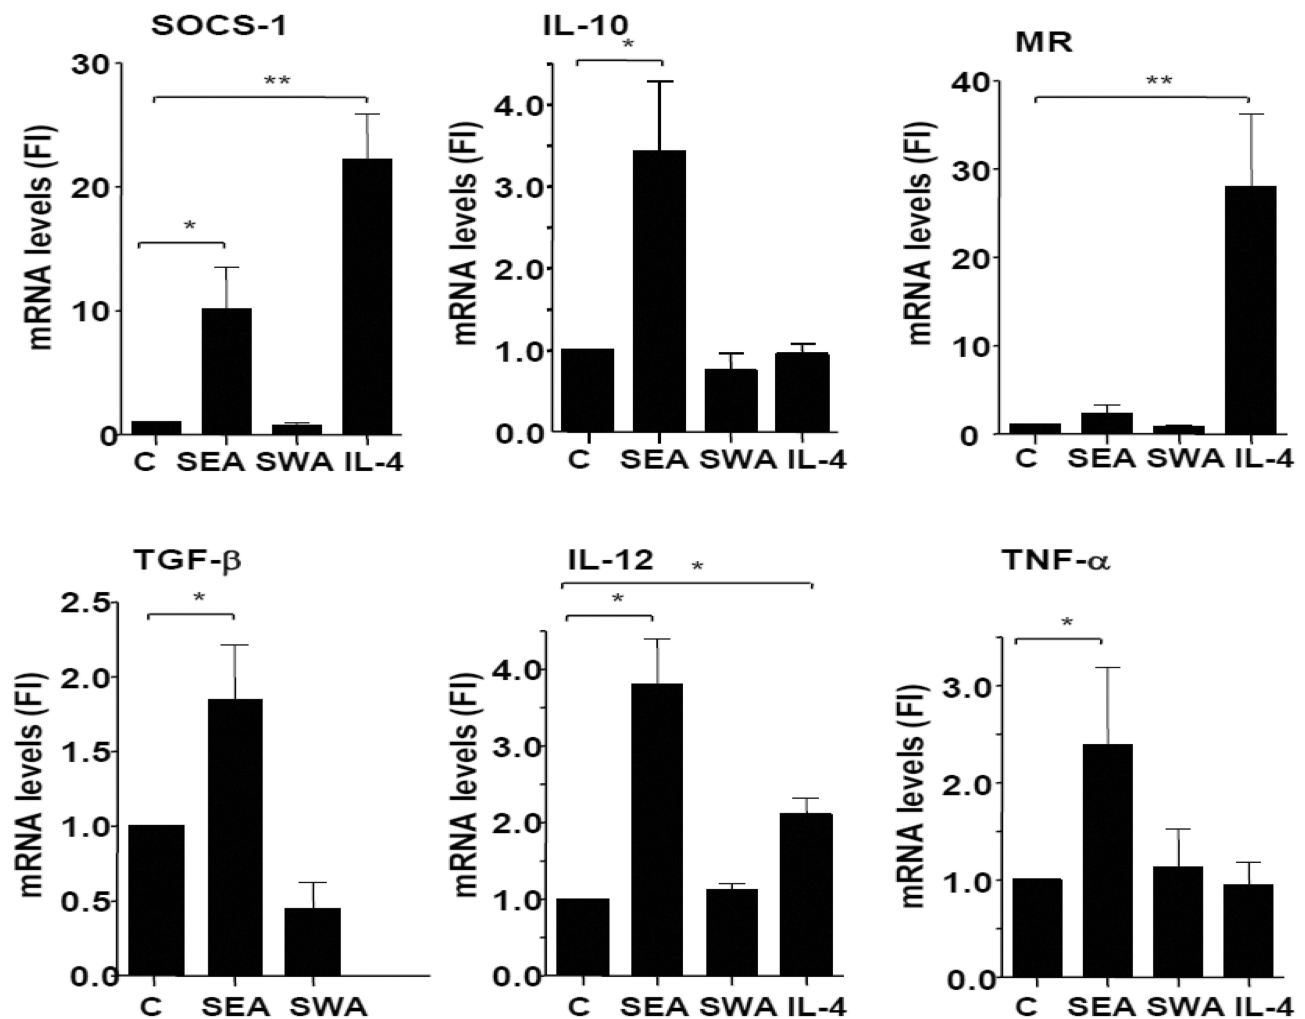 SOCS-1
mRNA levels (FI)
30
20
10
0
**
*
C SEA SWA IL-4
IL-10
mRNA levels (FI)
4.0
3.0
2.0
1.0
0.0
*
C SEA SWA IL-4
MR
mRNA levels (FI)
40
30
20
10
0
**
C SEA SWA IL-4
TGF-β
mRNA levels (FI)
2.5
2.0
1.5
1.0
0.5
0.0
*
C SEA SWA
IL-12
mRNA levels (FI)
4.0
3.0
2.0
1.0
0.0
*
*
C SEA SWA IL-4
TNF-α
mRNA levels (FI)
3.0
2.0
1.0
0.0
*
C SEA SWA IL-4